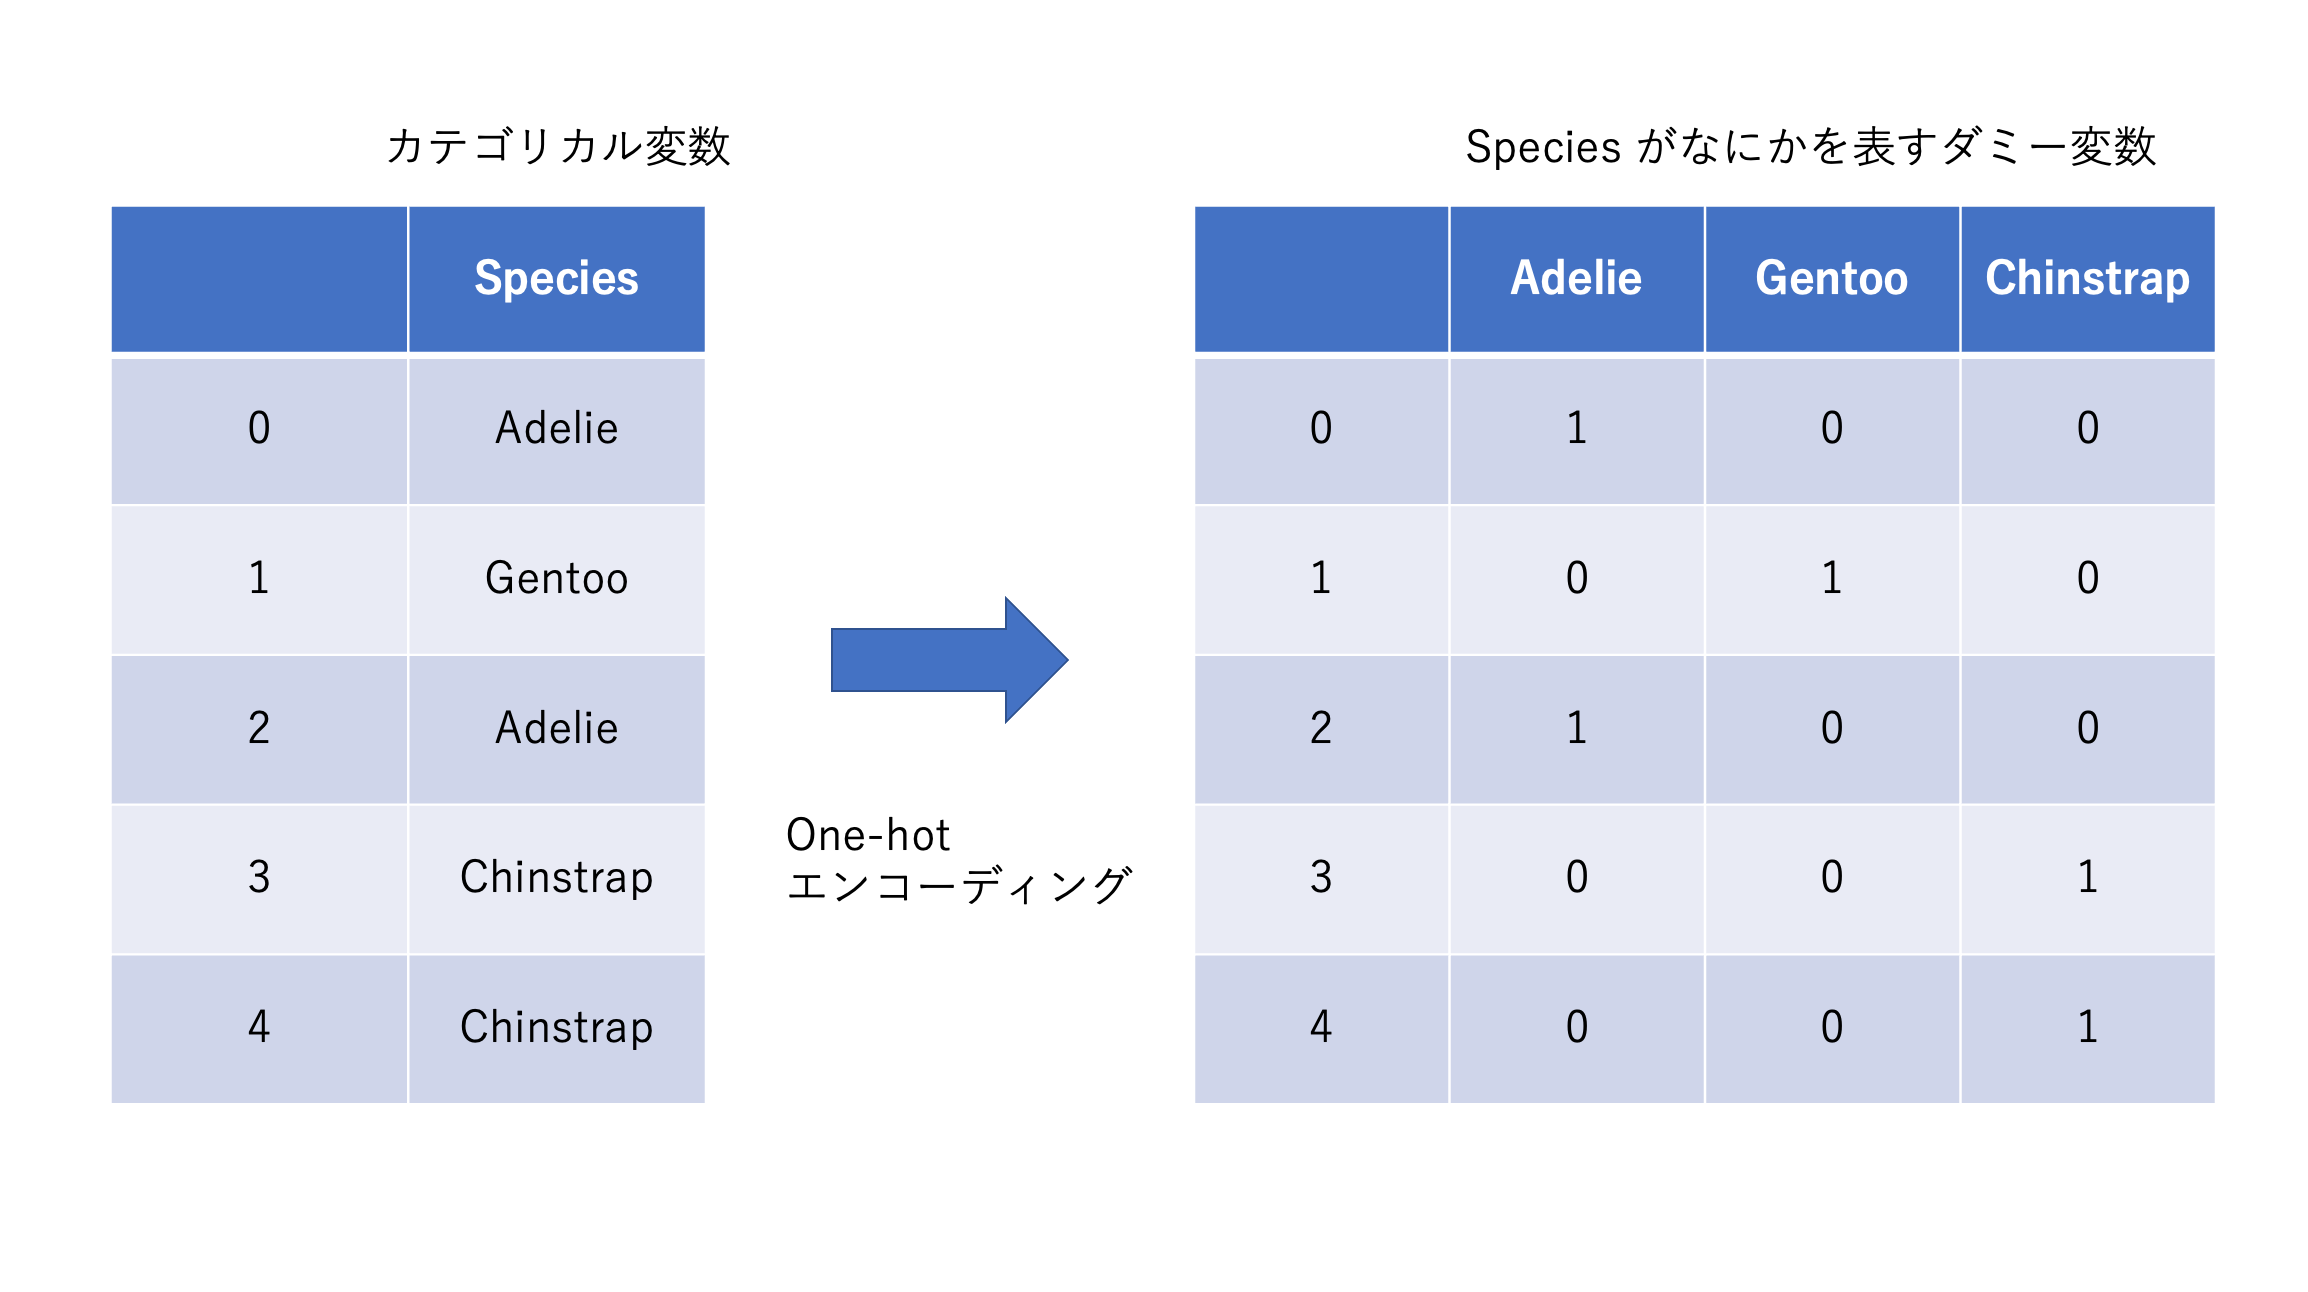 カテゴリカル変数
Species
0 Adelie
1 Gentoo
2 Adelie
3 Chinstrap
4 Chinstrap
One-hot
エンコーディング
Species がなにかを表すダミー変数
Adelie Gentoo Chinstrap
0 1 0 0
1 0 1 0
2 1 0 0
3 0 0 1
4 0 0 1